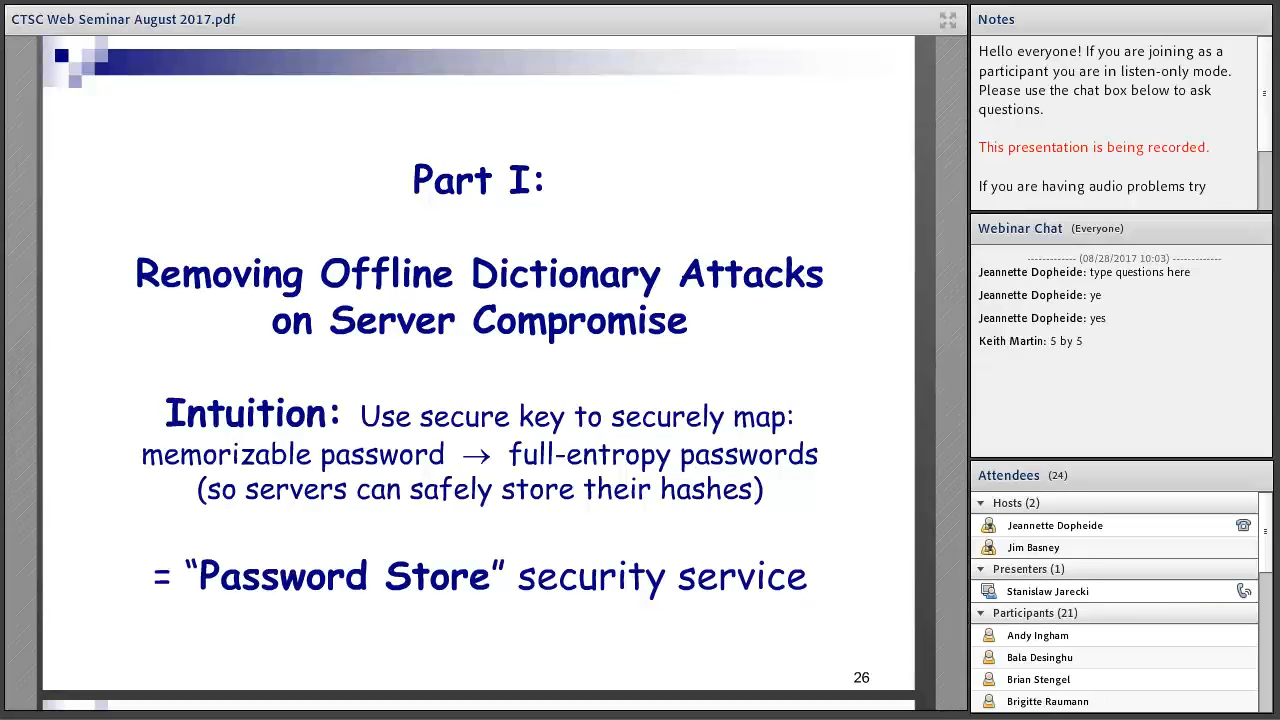 CTSC Web Seminar August 2017.pdf
Part I:
Removing Offline Dictionary Attacks
on Server Compromise
Intuition: Use secure key to securely map:
memorizable password → full-entropy passwords
(so servers can safely store their hashes)
= “Password Store” security service
26
Notes
Hello everyone! If you are joining as a
participant you are in listen-only mode.
Please use the chat box below to ask
questions.
This presentation is being recorded.
If you are having audio problems try
Webinar Chat (Everyone)
------------- (08/28/2017 10:03) -------------
Jeannette Dopheide: type questions here
Jeannette Dopheide: ye
Jeannette Dopheide: yes
Keith Martin: 5 by 5
Attendees (24)
Hosts (2)
Jeannette Dopheide
Jim Basney
Presenters (1)
Stanislaw Jarecki
Participants (21)
Andy Ingham
Bala Desinghu
Brian Stengel
Brigitte Raumann